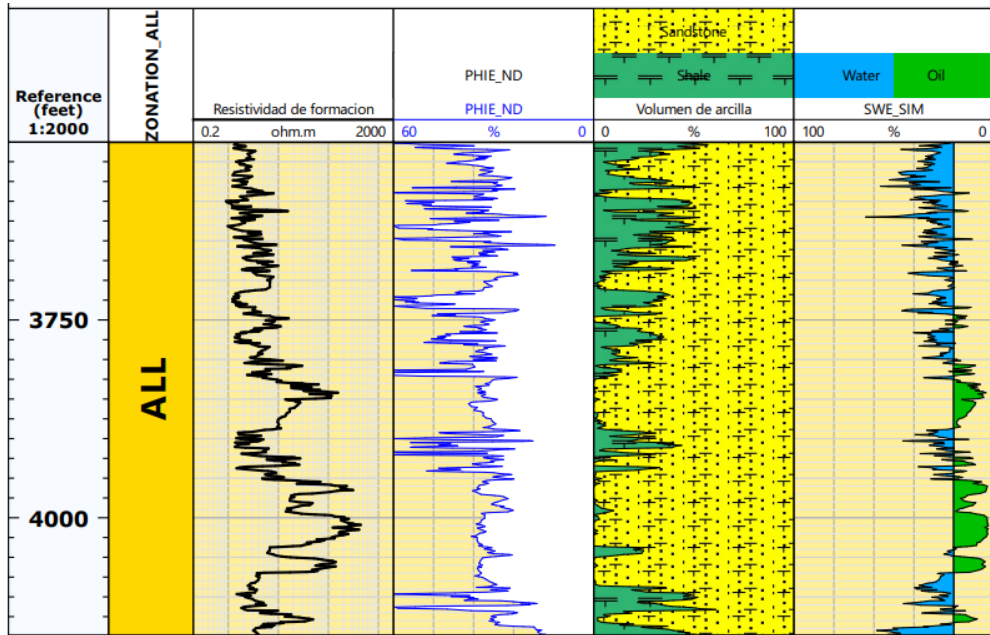 Reference
(feet)
1:2000
ZONATION_ALL
Resistividad de formacion
0.2 ohm.m 2000
PHIE_ND
PHIE_ND
60 % 0
Sandstone
Shale
Volumen de arcilla
0 % 100
Water Oil
SWE_SIM
100 % 0
ALL
3750
4000